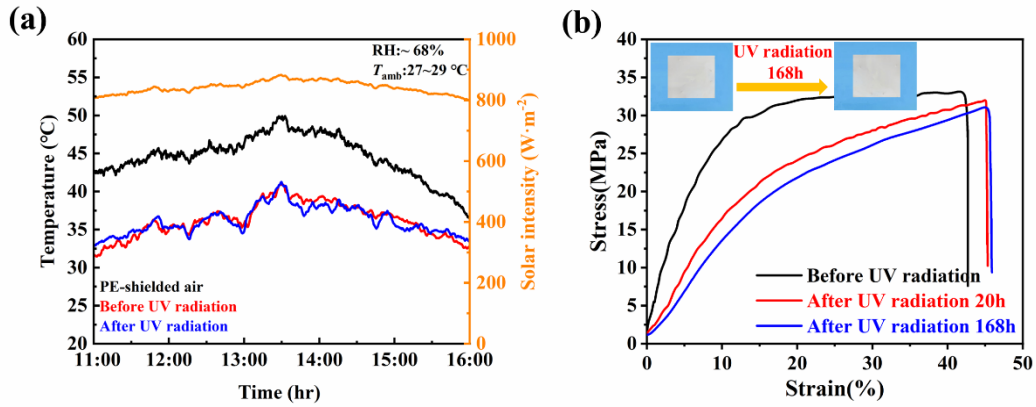 (a)
60
55
50
45
40
35
30
25
20
Temperature (℃)
11:00 12:00 13:00 14:00 15:00 16:00
Time (hr)
1000
800
600
400
200
0
Solar intensity (W·m⁻²)
RH:~ 68%
Tamb:27~29 ℃
PE-shielded air
Before UV radiation
After UV radiation
(b)
40
35
30
25
20
15
10
5
0
Stress(MPa)
0 10 20 30 40 50
Strain(%)
UV radiation
168h
Before UV radiation
After UV radiation 20h
After UV radiation 168h